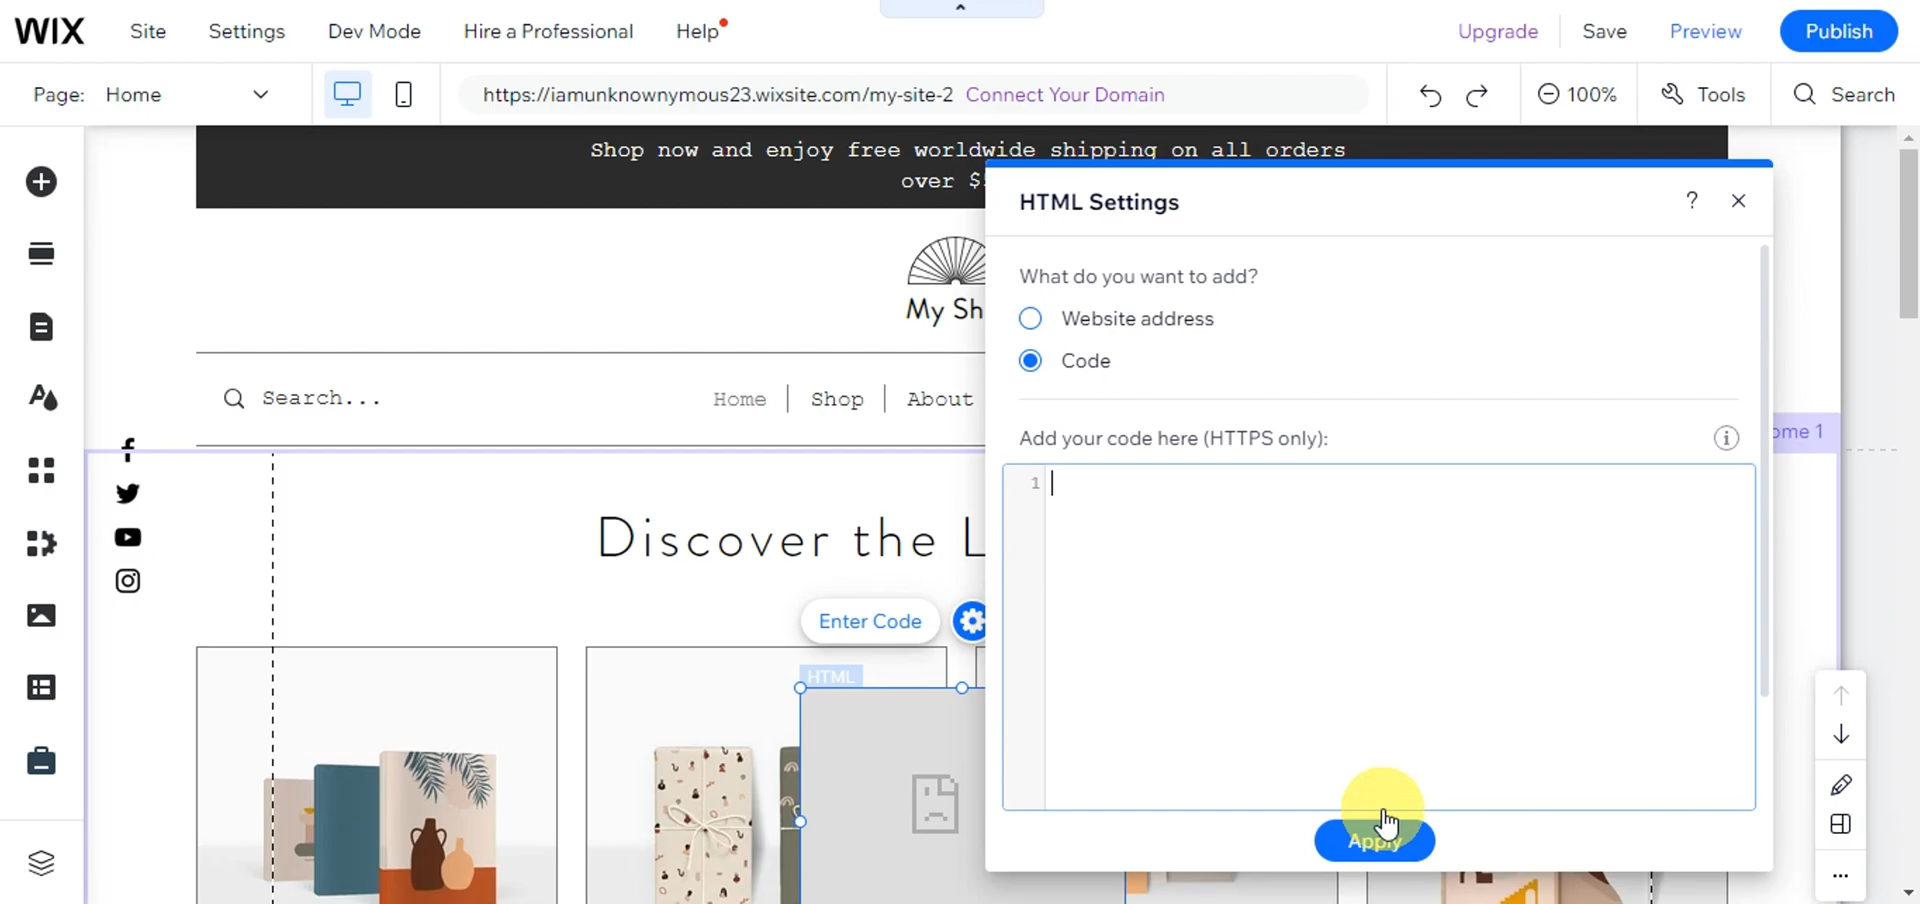 WIX Site Settings Dev Mode Hire a Professional Help Upgrade Save Preview Publish
Page: Home https://iamunknownymous23.wixsite.com/my-site-2 Connect Your Domain 100% Tools Search
Shop now and enjoy free worldwide shipping on all orders
over $
HTML Settings ?
My Sh
What do you want to add?
Website address
Code
Search... Home Shop About
Add your code here (HTTPS only):
ome 1
1
Discover the L
Enter Code
HTML
Apply